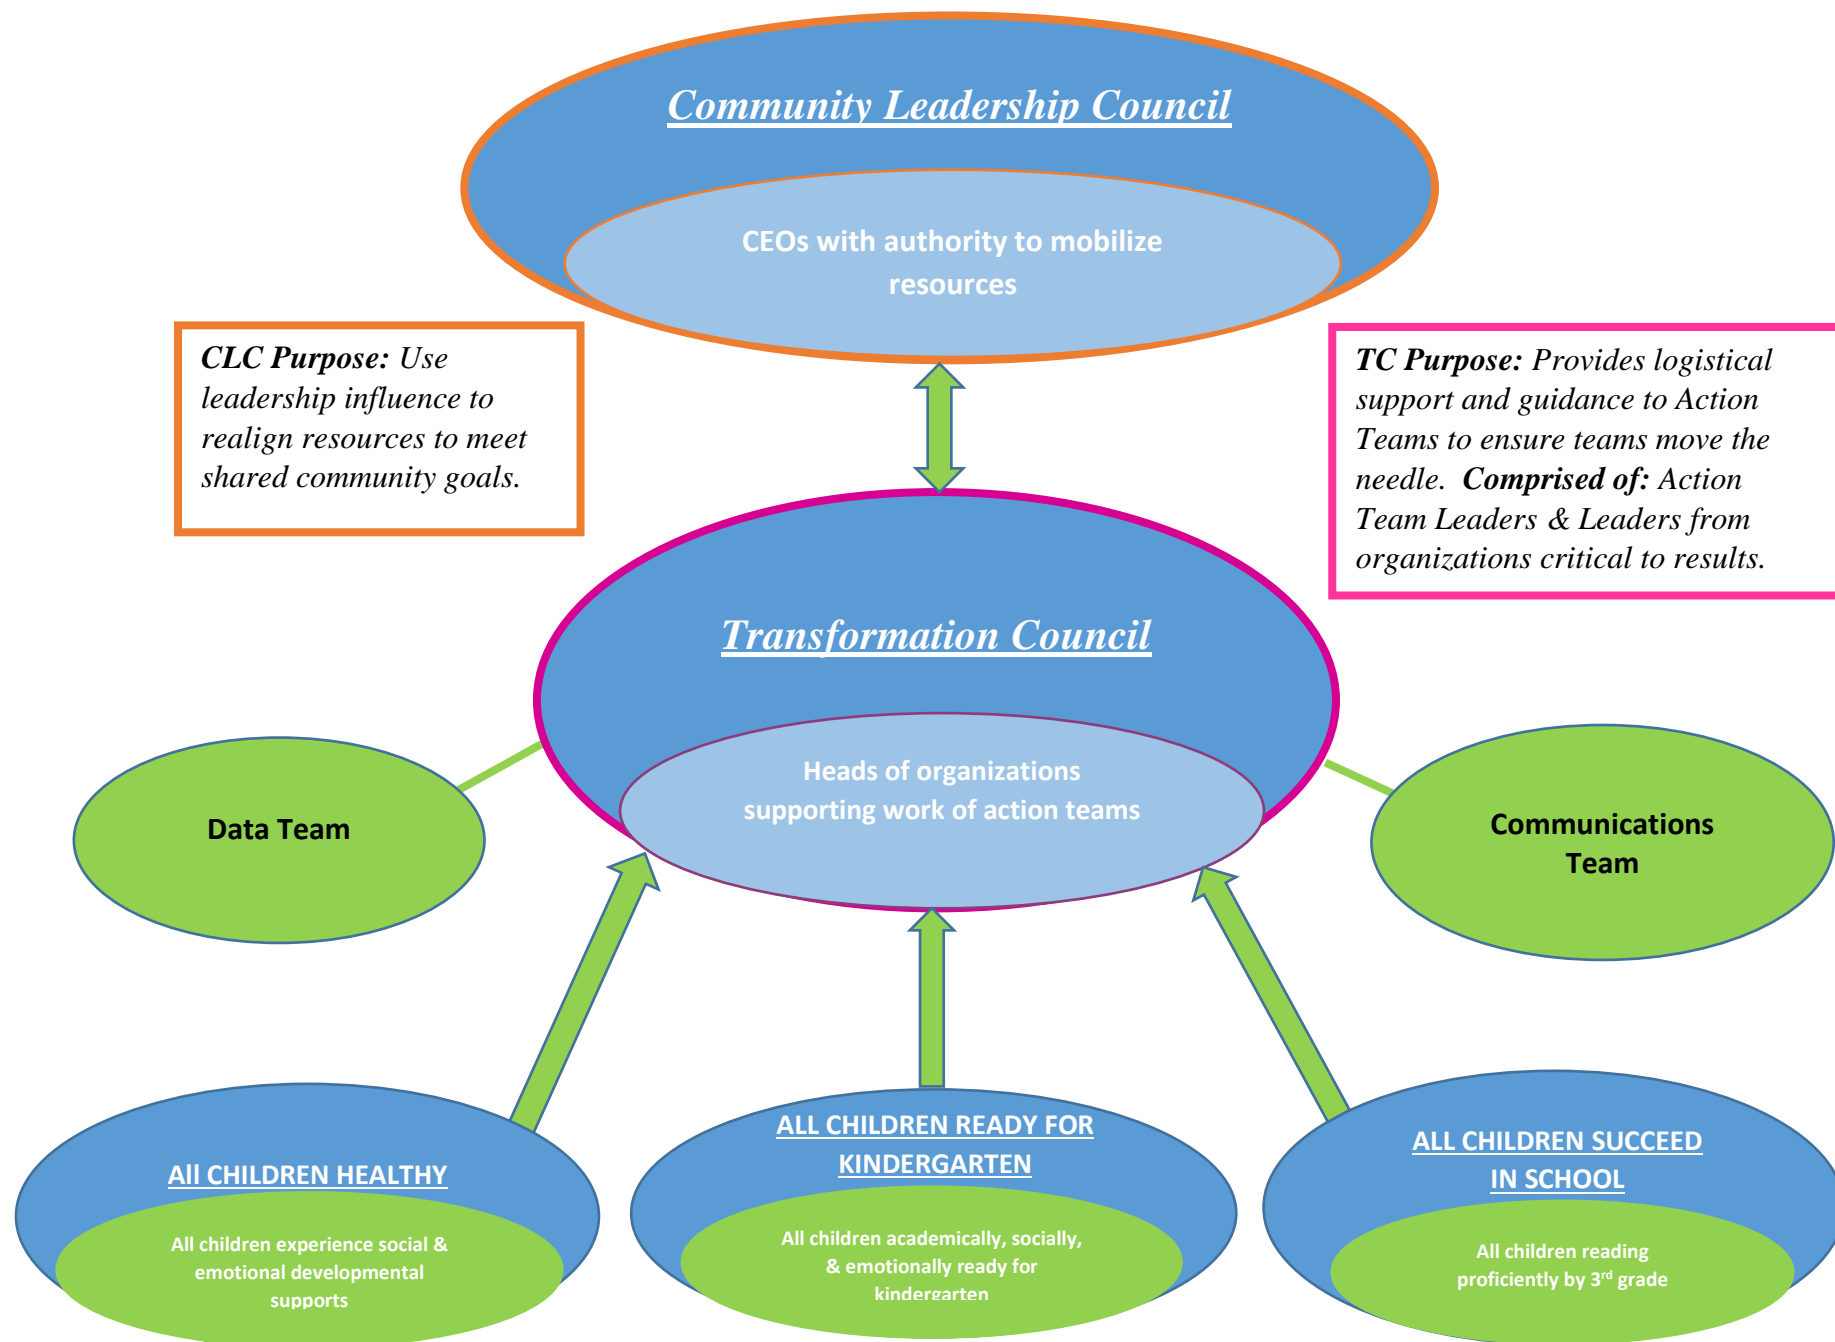 Community Leadership Council
CEOs with authority to mobilize
resources
CLC Purpose: Use
leadership influence to
realign resources to meet
shared community goals.
TC Purpose: Provides logistical
support and guidance to Action
Teams to ensure teams move the
needle.  Comprised of: Action
Team Leaders & Leaders from
organizations critical to results.
Transformation Council
Heads of organizations
supporting work of action teams
Data Team
Communications
Team
All CHILDREN HEALTHY
All children experience social &
emotional developmental
supports
ALL CHILDREN READY FOR
KINDERGARTEN
All children academically, socially,
& emotionally ready for
kindergarten
ALL CHILDREN SUCCEED
IN SCHOOL
All children reading
proficiently by 3rd grade